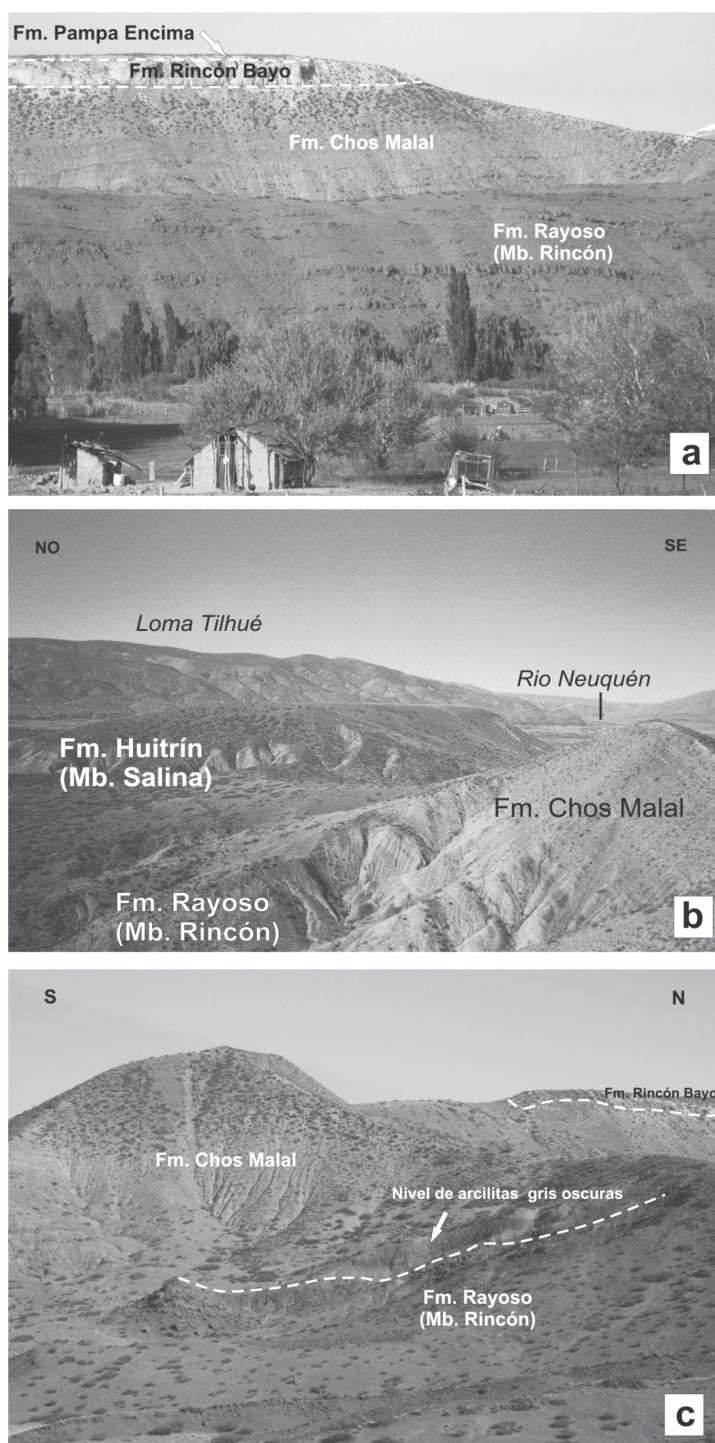 Fm. Pampa Encima
Fm. Rincón Bayo
Fm. Chos Malal
Fm. Rayoso
(Mb. Rincón)
a
NO
SE
Loma Tilhué
Rio Neuquén
Fm. Huitrín
(Mb. Salina)
Fm. Chos Malal
Fm. Rayoso
(Mb. Rincón)
b
S
N
Fm. Rincón Bayo
Fm. Chos Malal
Nivel de arcilitas gris oscuras
Fm. Rayoso
(Mb. Rincón)
c